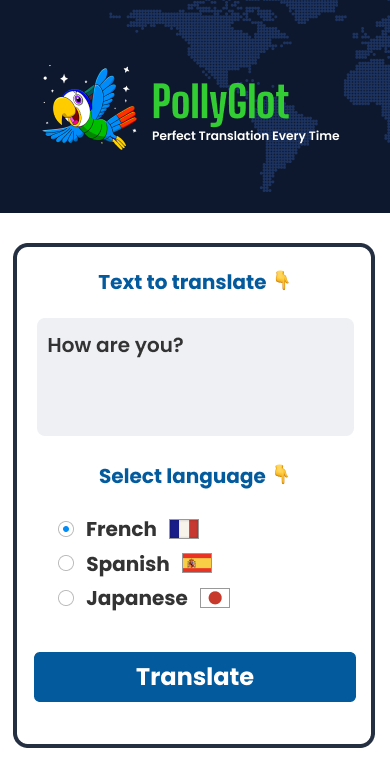 PollyGlot
Perfect Translation Every Time
Text to translate 👇
How are you?
Select language 👇
French
Spanish
Japanese
Translate